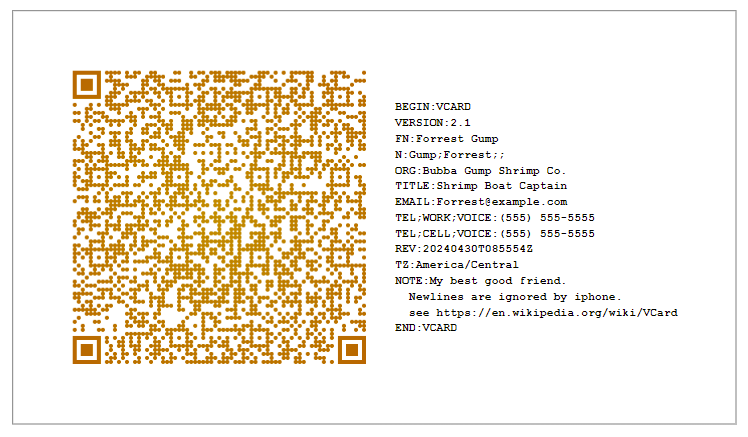 BEGIN:VCARD
VERSION:2.1
FN:Forrest Gump
N:Gump;Forrest;;
ORG:Bubba Gump Shrimp Co.
TITLE:Shrimp Boat Captain
EMAIL:Forrest@example.com
TEL;WORK;VOICE:(555) 555-5555
TEL;CELL;VOICE:(555) 555-5555
REV:20240430T085554Z
TZ:America/Central
NOTE:My best good friend.
  Newlines are ignored by iphone.
  see https://en.wikipedia.org/wiki/VCard
END:VCARD